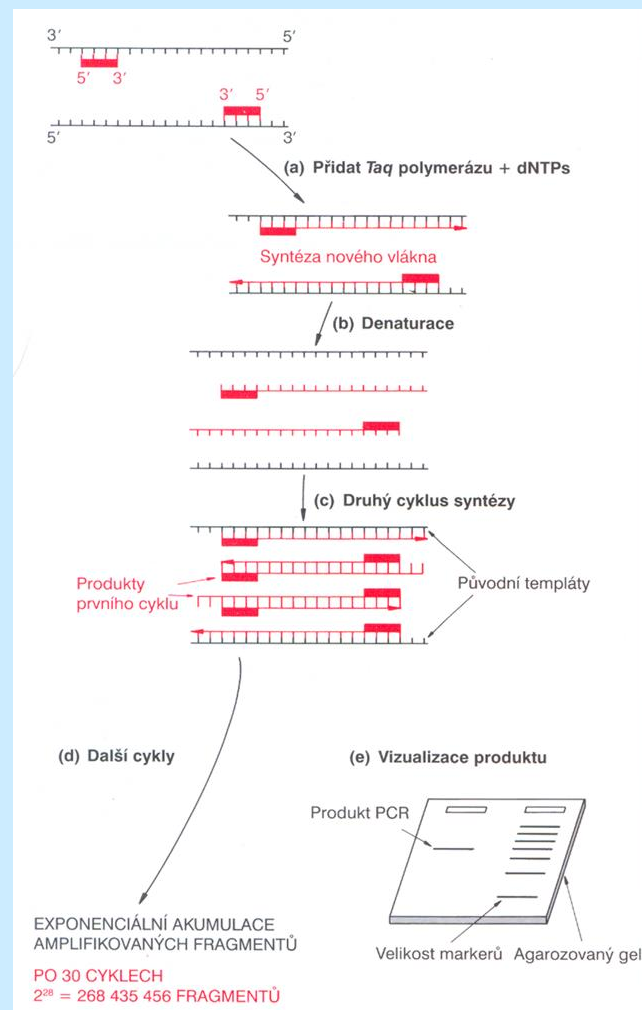 3′ 5′
5′ 3′
3′ 5′
5′ 3′
(a) Přidat Taq polymerázu + dNTPs
Syntéza nového vlákna
(b) Denaturace
(c) Druhý cyklus syntézy
Produkty
prvního cyklu
Původní templáty
(d) Další cykly
(e) Vizualizace produktu
Produkt PCR
Velikost markerů
Agarozovaný gel
EXPONENCIÁLNÍ AKUMULACE
AMPLIFIKOVANÝCH FRAGMENTŮ
PO 30 CYKLECH
2²⁸ = 268 435 456 FRAGMENTŮ